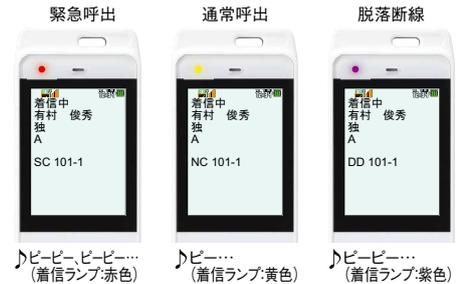 緊急呼出
着信中
有村 俊秀
独
A
SC 101-1
♪ピーピー、ピーピー…
(着信ランプ:赤色)
通常呼出
着信中
有村 俊秀
独
A
NC 101-1
♪ピー…
(着信ランプ:黄色)
脱落断線
着信中
有村 俊秀
独
A
DD 101-1
♪ピー…
(着信ランプ:紫色)